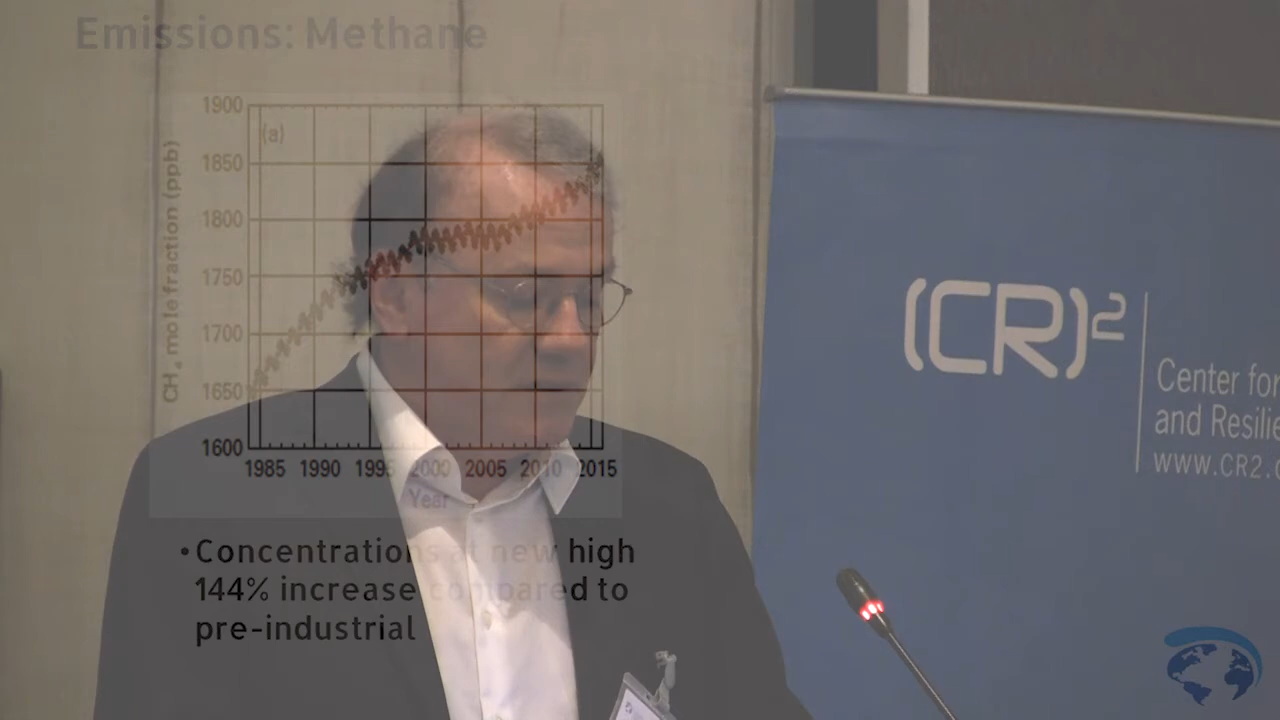 Emissions: Methane
1900
(a)
1850
1800
1750
1700
1650
1600
CH₄ mole fraction (ppb)
1985 1990 1995 2000 2005 2010 2015
Year
• Concentrations at new high
144% increase compared to
pre-industrial
(CR)²
Center for
and
WWW.CR2.